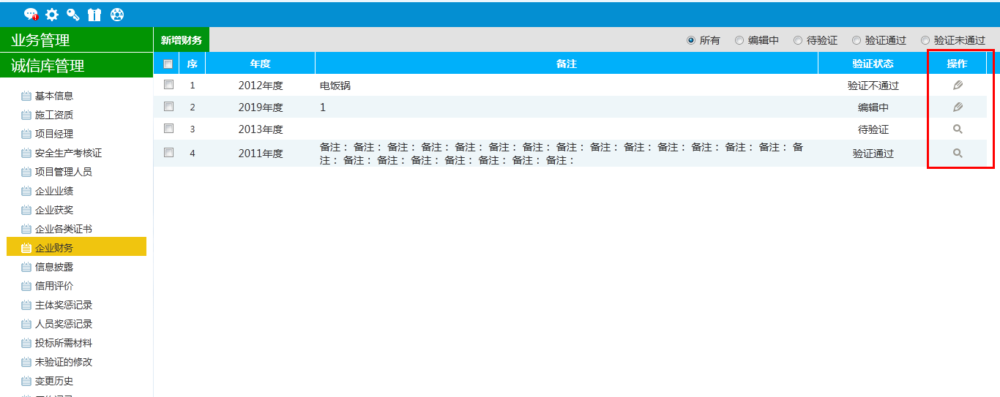 业务管理
诚信库管理
基本信息
施工资质
项目经理
安全生产考核证
项目管理人员
企业业绩
企业获奖
企业各类证书
企业财务
信息披露
信用评价
主体奖惩记录
人员奖惩记录
投标所需材料
未验证的修改
变更历史
新增财务 所有 编辑中 待验证 验证通过 验证未通过
序 年度 备注 验证状态 操作
1 2012年度 电饭锅 验证不通过
2 2019年度 1 编辑中
3 2013年度 待验证
4 2011年度 备注： 备注： 备注： 备注： 备注： 备注： 备注： 备注： 备注： 备注： 备注： 备注： 备注： 备注： 备
注： 备注： 备注： 备注： 备注： 备注： 备注： 备注： 验证通过